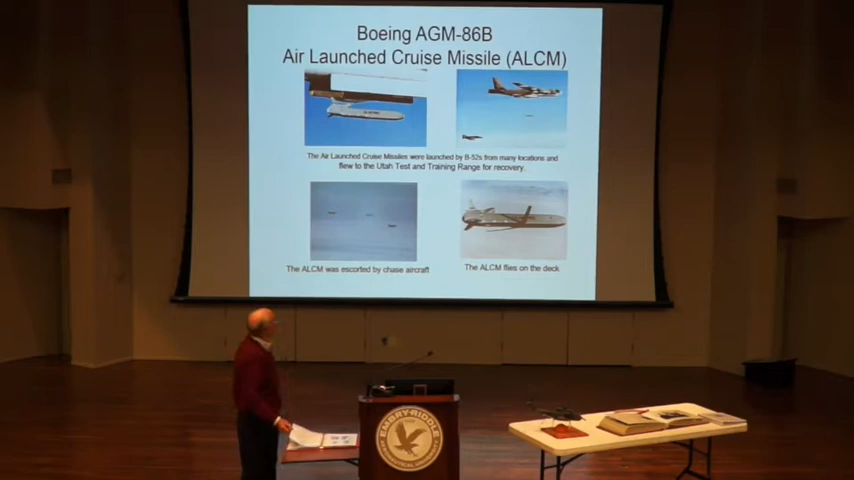 Boeing AGM-86B
Air Launched Cruise Missile (ALCM)
The Air Launched Cruise Missiles were launched by B-52s from many locations and
flew to the Utah Test and Training Range for recovery.
The ALCM was escorted by chase aircraft
The ALCM flies on the deck
EMBRY-RIDDLE